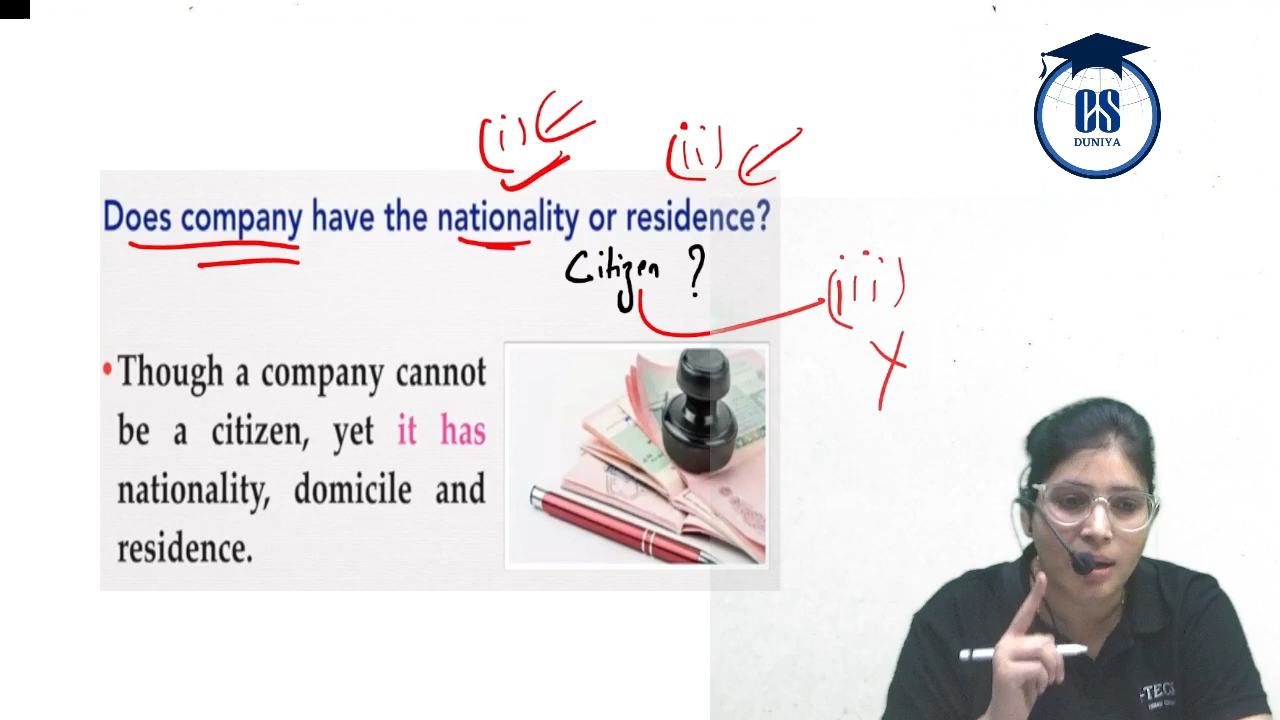 (i)
(ii)
CS
DUNIYA
Does company have the nationality or residence?
Citizen ?
(iii)
• Though a company cannot
be a citizen, yet it has
nationality, domicile and
residence.
-TECS